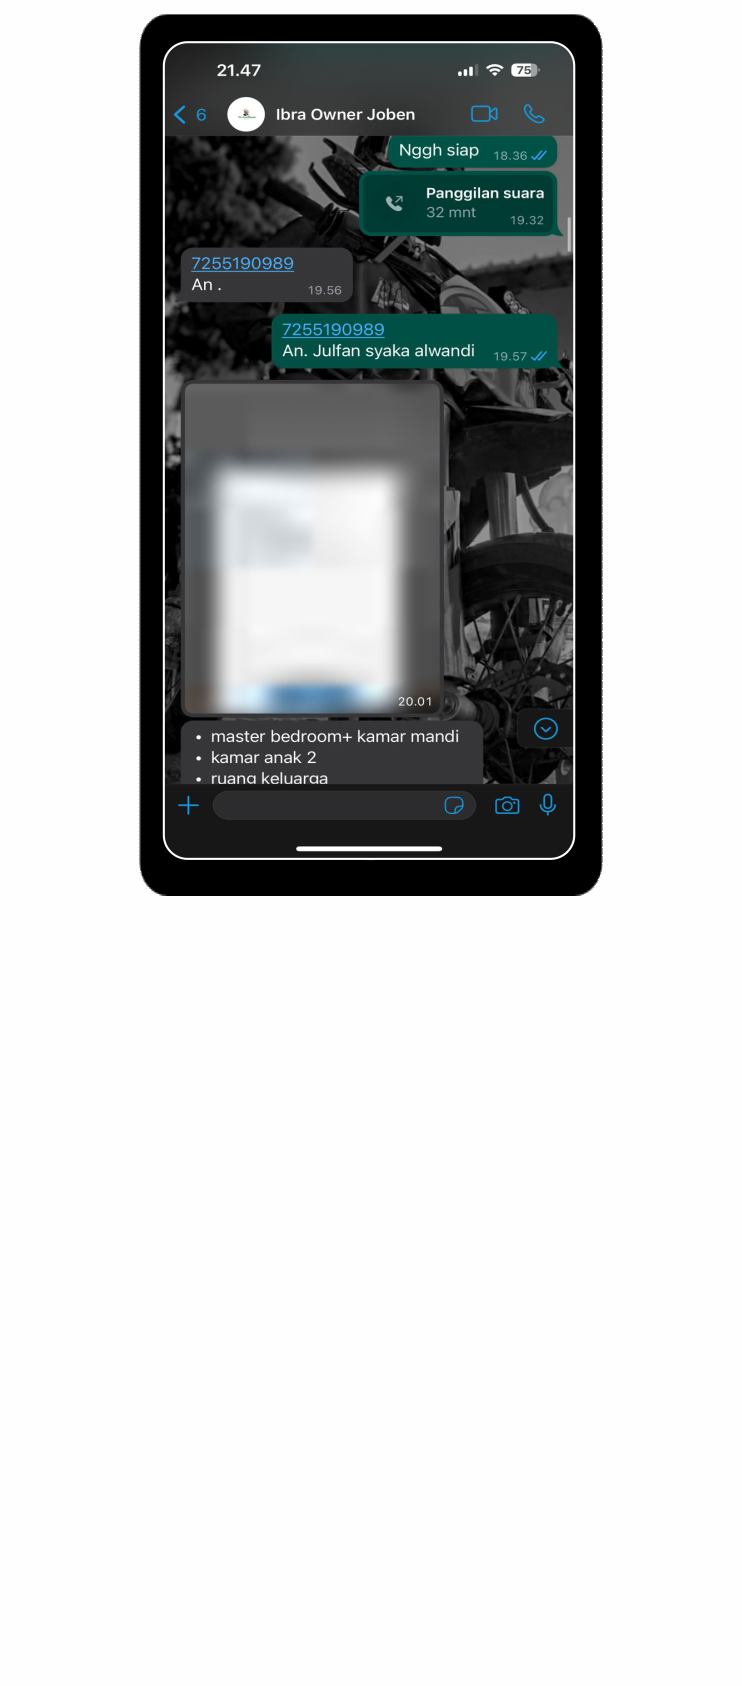 21.47
75
6
Ibra Owner Joben
Nggh siap 18.36
Panggilan suara
32 mnt
19.32
7255190989
An . 19.56
7255190989
An. Julfan syaka alwandi 19.57
20.01
• master bedroom+ kamar mandi
• kamar anak 2
• ruang keluarga